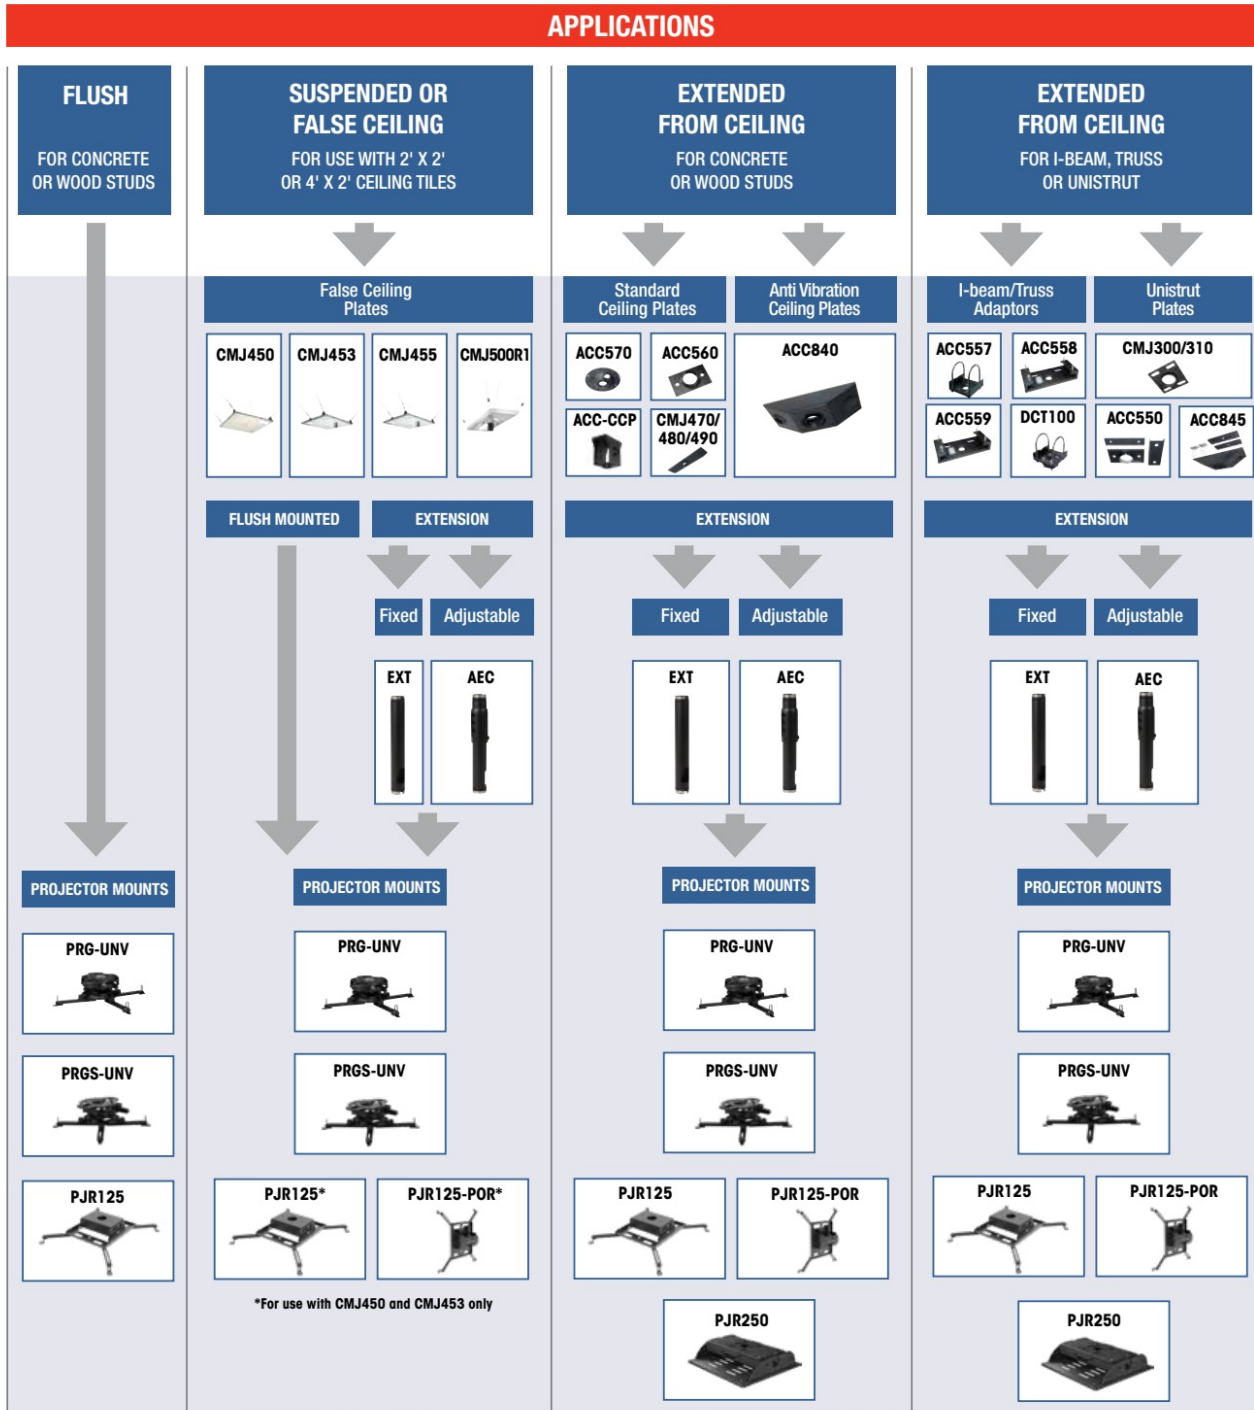 APPLICATIONS
FLUSH
FOR CONCRETE
OR WOOD STUDS
PROJECTOR MOUNTS
PRG-UNV
PRGS-UNV
PJR125
SUSPENDED OR
FALSE CEILING
FOR USE WITH 2' X 2'
OR 4' X 2' CEILING TILES
False Ceiling
Plates
CMJ450
CMJ453
CMJ455
CMJ500R1
FLUSH MOUNTED
EXTENSION
Fixed
Adjustable
EXT
AEC
PROJECTOR MOUNTS
PRG-UNV
PRGS-UNV
PJR125*
PJR125-POR*
*For use with CMJ450 and CMJ453 only
EXTENDED
FROM CEILING
FOR CONCRETE
OR WOOD STUDS
Standard
Ceiling Plates
Anti Vibration
Ceiling Plates
ACC570
ACC560
ACC-CCP
CMJ470/
480/490
ACC840
EXTENSION
Fixed
Adjustable
EXT
AEC
PROJECTOR MOUNTS
PRG-UNV
PRGS-UNV
PJR125
PJR125-POR
PJR250
EXTENDED
FROM CEILING
FOR I-BEAM, TRUSS
OR UNISTRUT
I-beam/Truss
Adaptors
Unistrut
Plates
ACC557
ACC558
CMJ300/310
ACC559
DCT100
ACC550
ACC845
EXTENSION
Fixed
Adjustable
EXT
AEC
PROJECTOR MOUNTS
PRG-UNV
PRGS-UNV
PJR125
PJR125-POR
PJR250